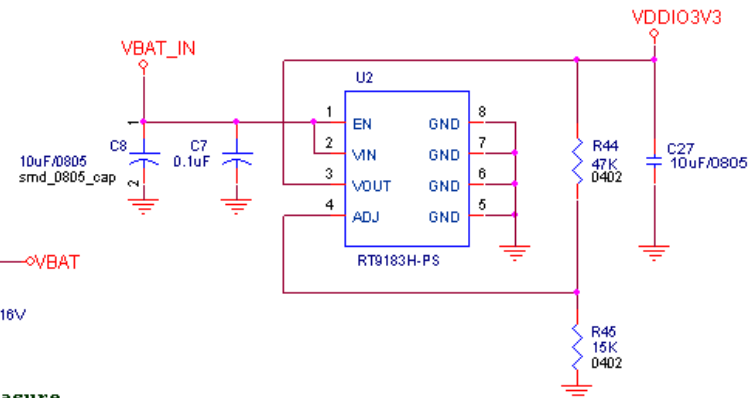 VDDIO3V3
VBAT_IN
U2
1
EN
GND
8
2
VIN
GND
7
3
VOUT
GND
6
4
ADJ
GND
5
RT9183H-PS
1
C8
2
10uF/0805
smd_0805_cap
C7
0.1uF
R44
47K
0402
C27
10uF/0805
VBAT
16V
R45
15K
0402
asure